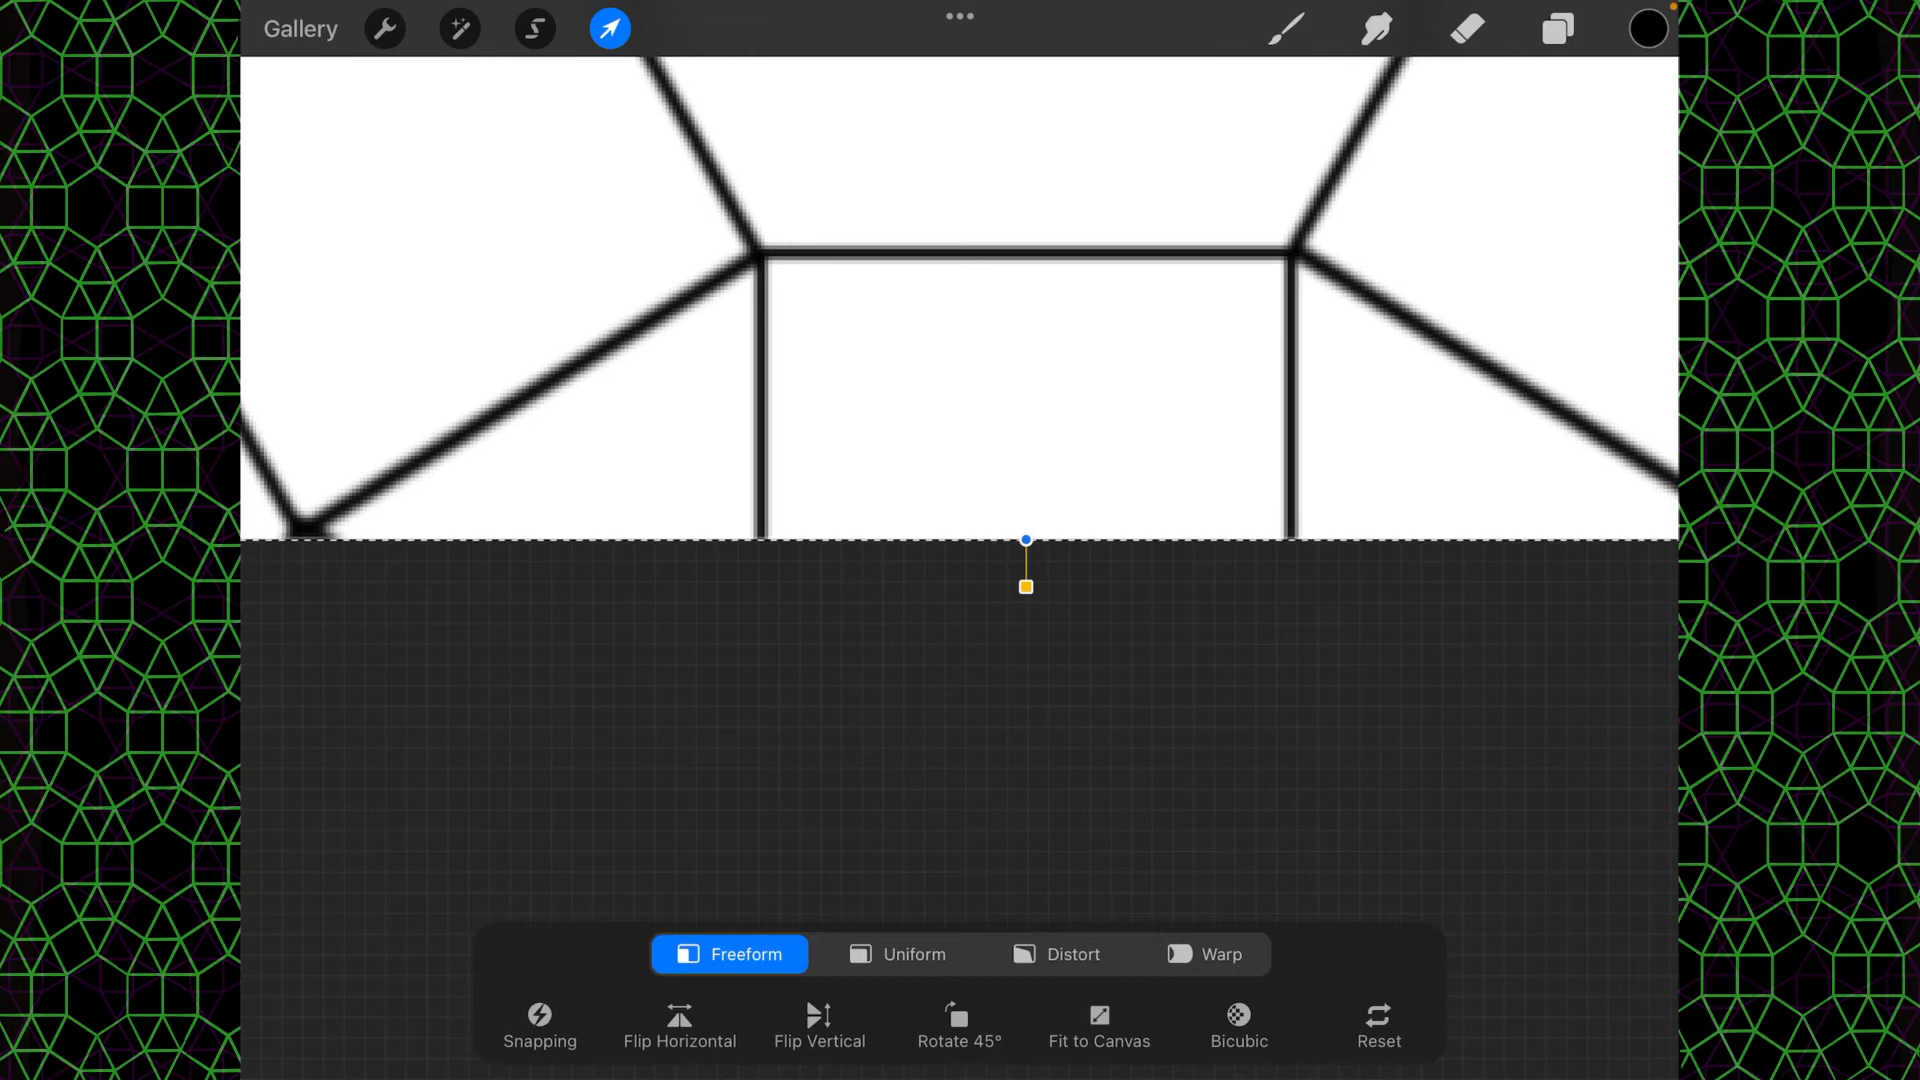 Gallery
Freeform Uniform Distort Warp
Snapping Flip Horizontal Flip Vertical Rotate 45° Fit to Canvas Bicubic Reset